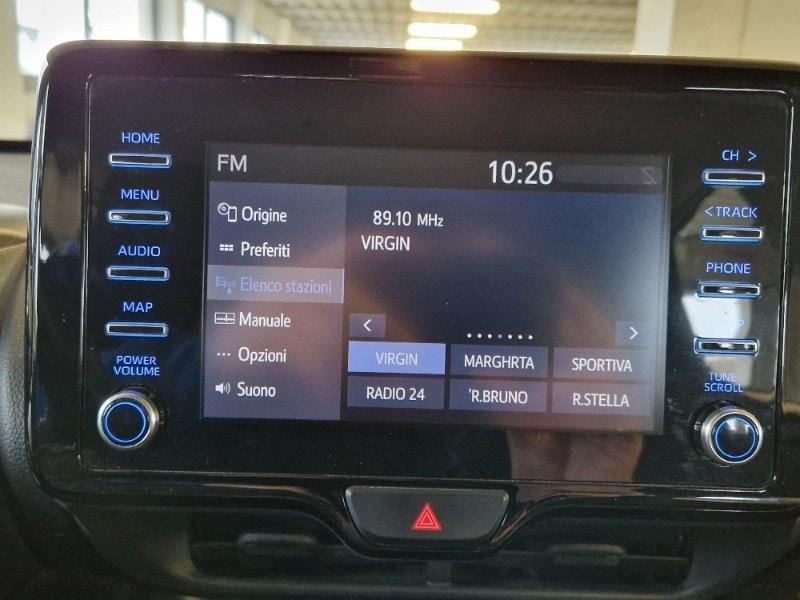 HOME
MENU
AUDIO
MAP
POWER
VOLUME
FM
10:26
Origine
Preferiti
Elenco stazioni
Manuale
Opzioni
Suono
89.10 MHz
VIRGIN
<
>
VIRGIN
MARGHRTA
SPORTIVA
RADIO 24
'R.BRUNO
R.STELLA
CH >
< TRACK
PHONE
TUNE
SCROLL